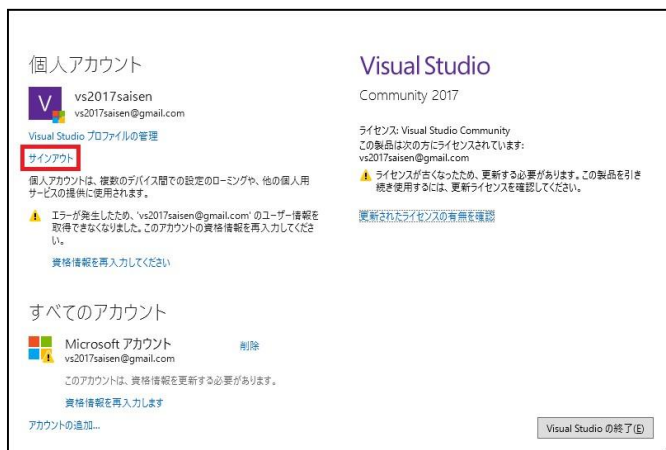 個人アカウント
V
vs2017saisen
vs2017saisen@gmail.com
Visual Studio プロファイルの管理
サインアウト
個人アカウントは、複数のデバイス間での設定のローミングや、他の個人用
サービスの提供に使用されます。
エラーが発生したため、'vs2017saisen@gmail.com' のユーザー情報を
取得できなくなりました。このアカウントの資格情報を再入力してくださ
い。
資格情報を再入力してください
すべてのアカウント
Microsoft アカウント
削除
vs2017saisen@gmail.com
このアカウントは、資格情報を更新する必要があります。
資格情報を再入力します
アカウントの追加...
Visual Studio
Community 2017
ライセンス: Visual Studio Community
この製品は次の方にライセンスされています:
vs2017saisen@gmail.com
ライセンスが古くなったため、更新する必要があります。この製品を引き
続き使用するには、更新ライセンスを確認してください。
更新されたライセンスの有無を確認
Visual Studio の終了(E)